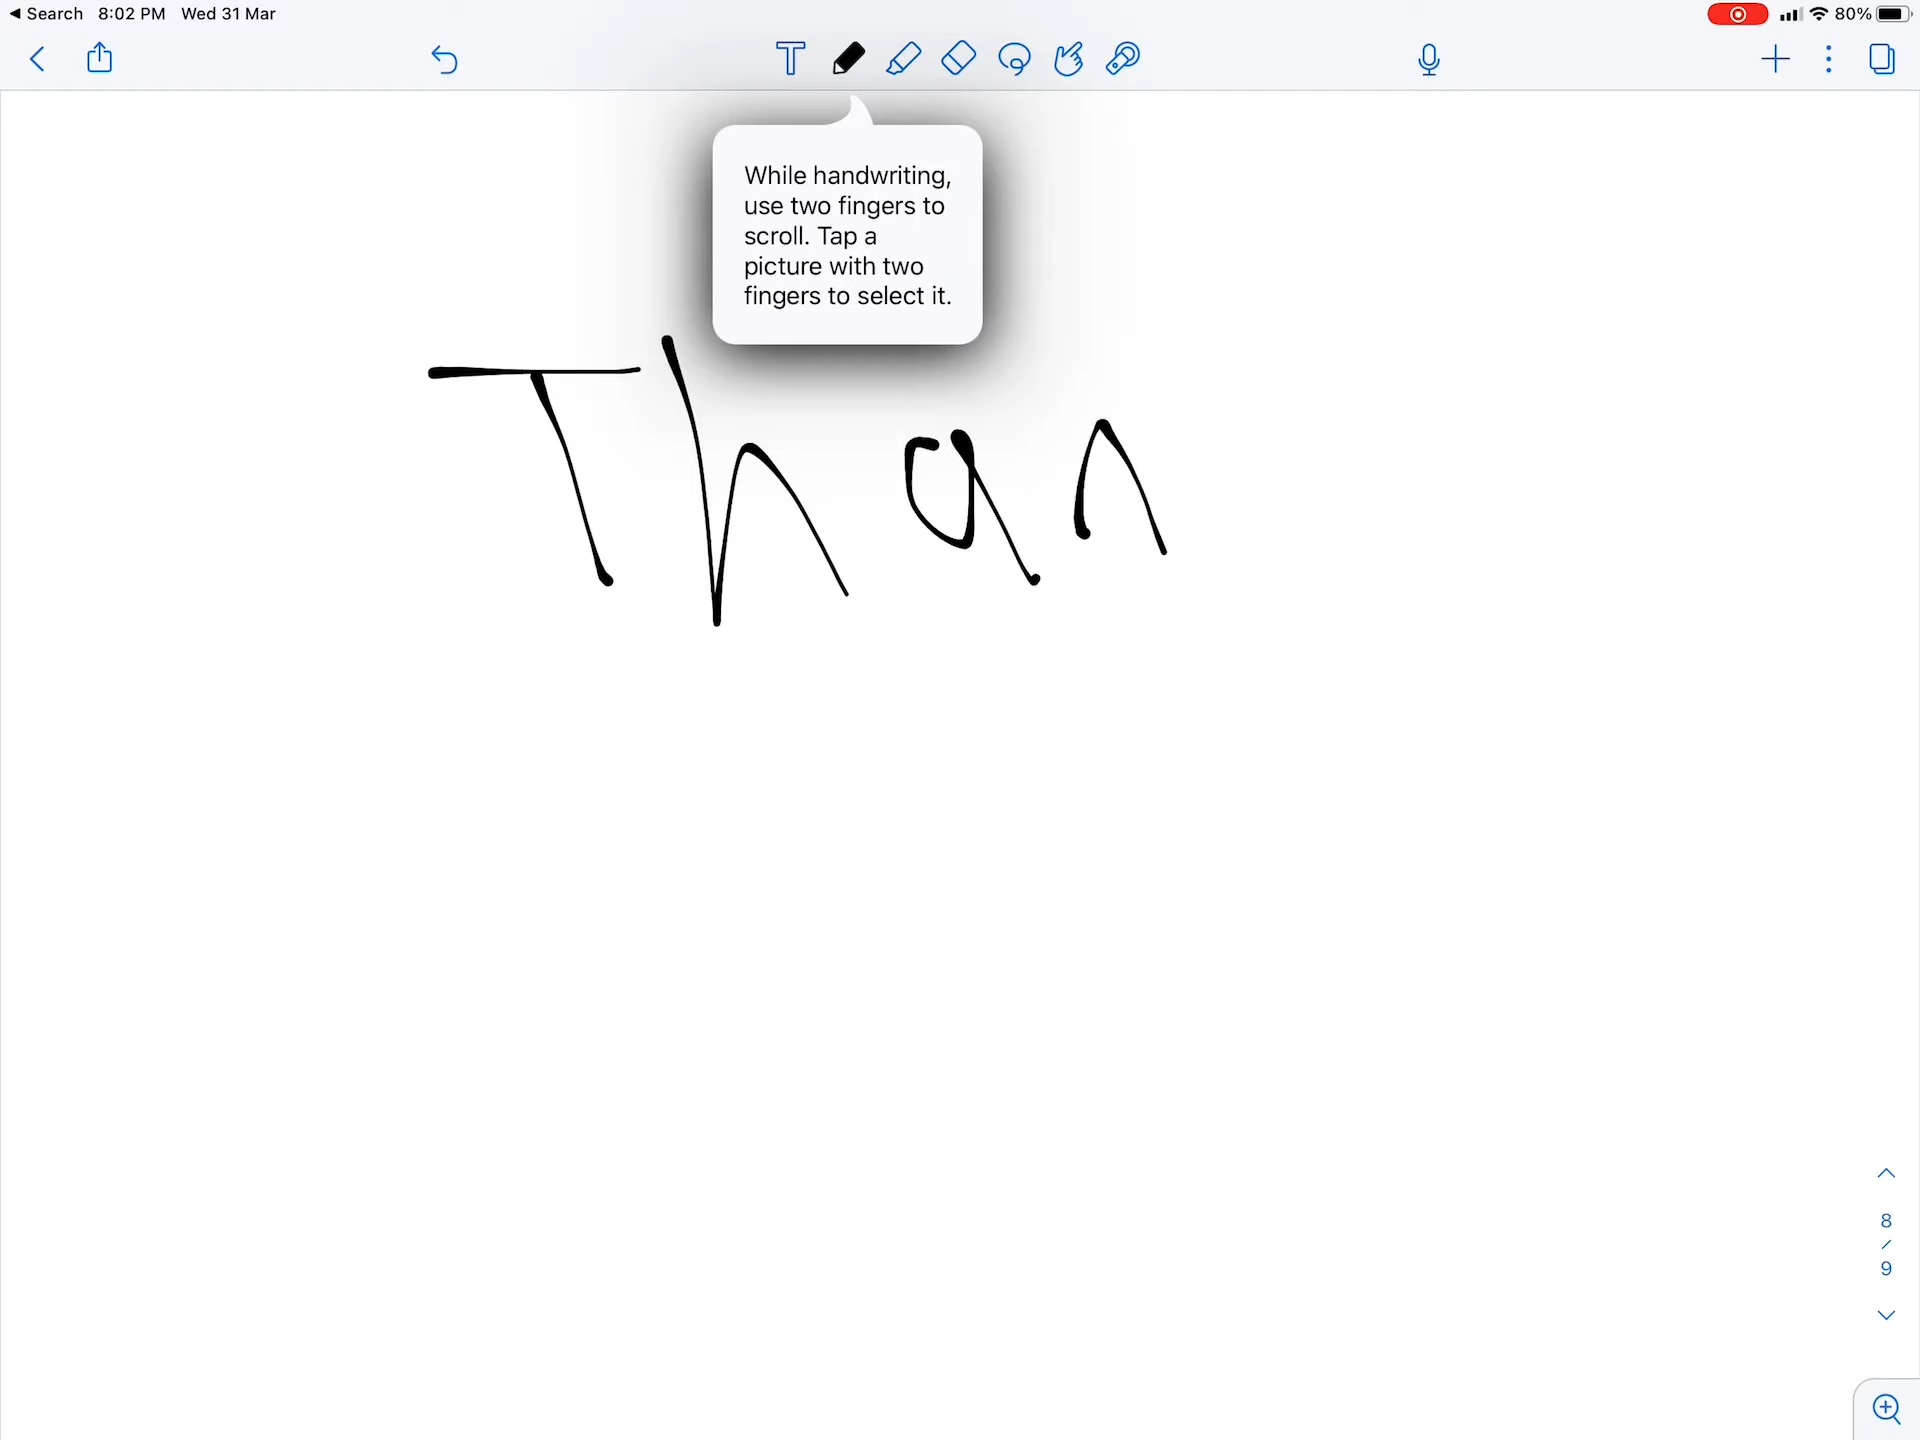 Search 8:02 PM Wed 31 Mar 80%
T
While handwriting,
use two fingers to
scroll. Tap a
picture with two
fingers to select it.
Than
8
/
9